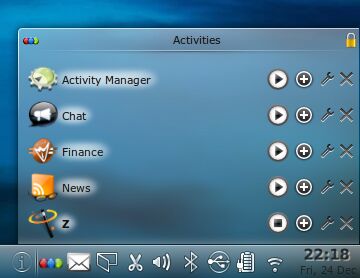 Activities
Activity Manager
Chat
Finance
News
Z
22:18
Fri, 24 Dec